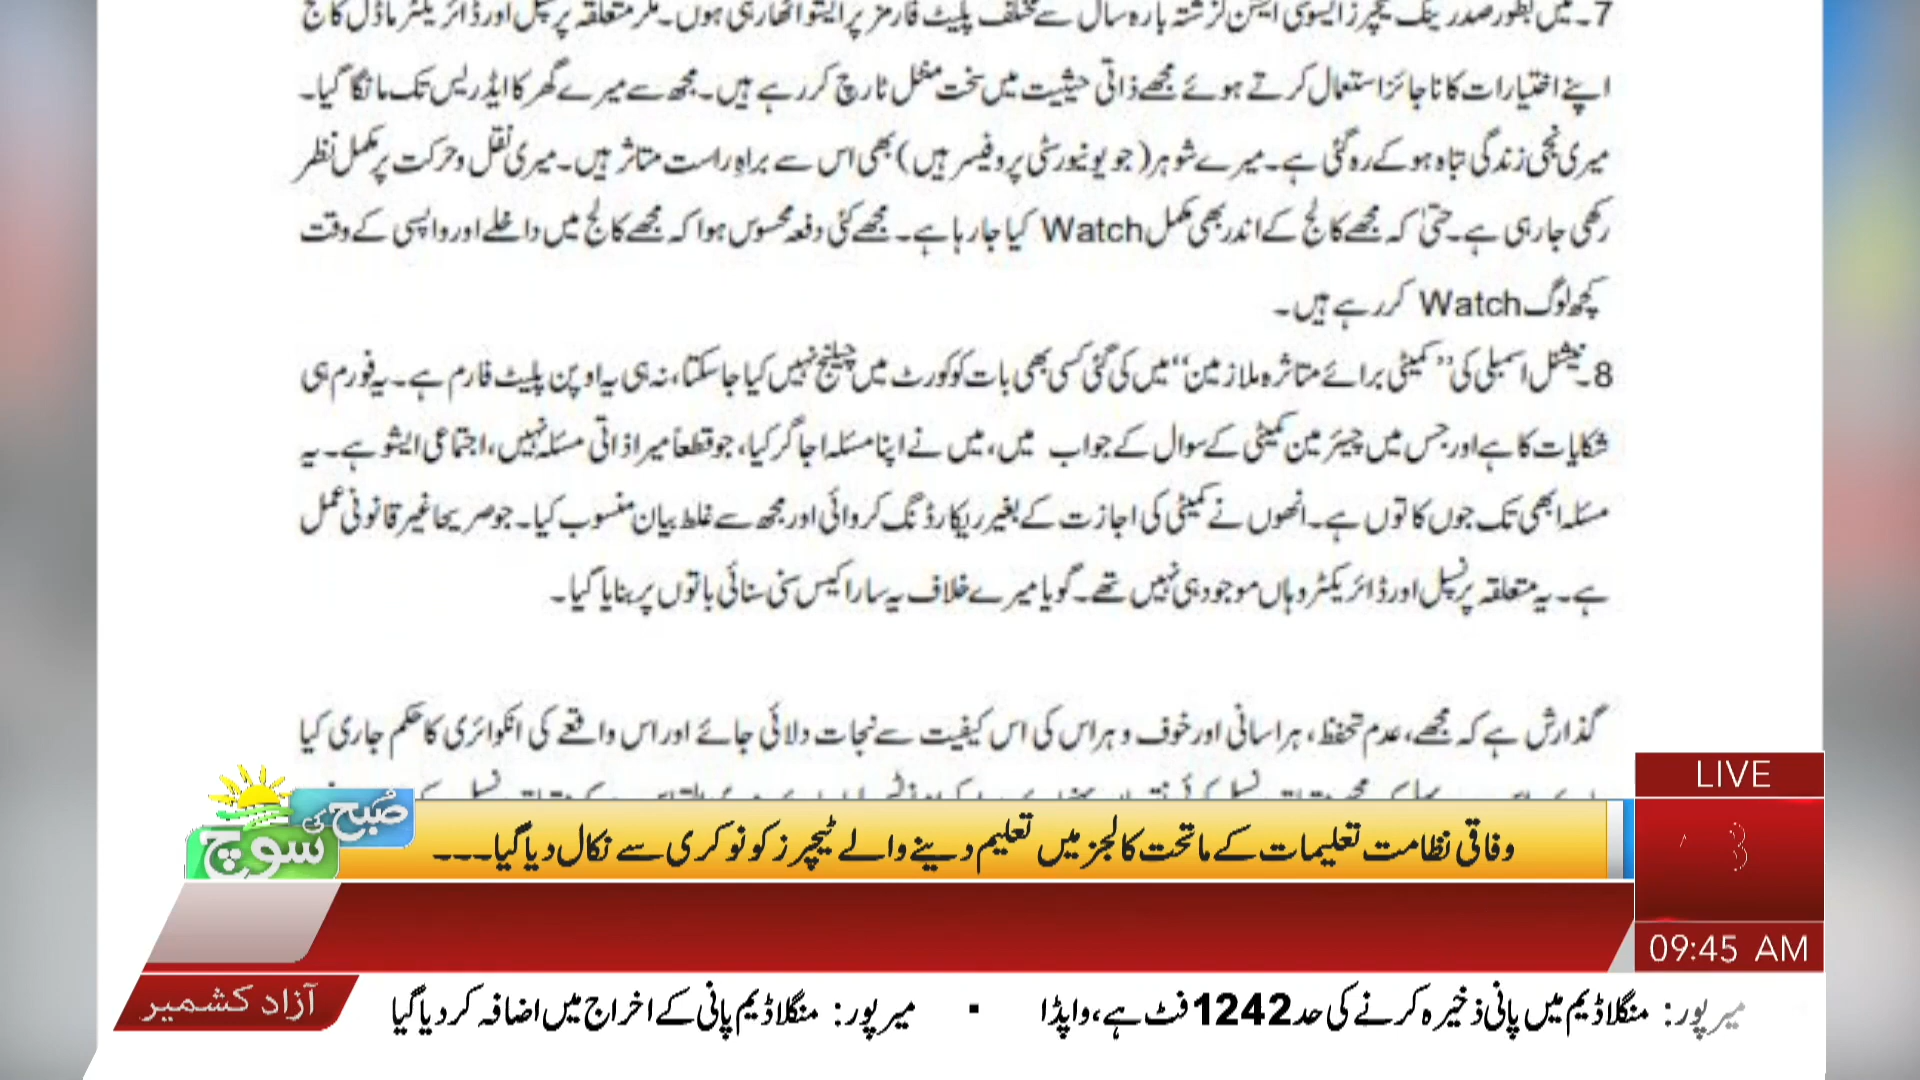 7۔ میں بطور صدر ینگ ٹیچرز ایسوسی ایشن گزشتہ بارہ سال سے مختلف پلیٹ فارمز پر ایشو اٹھا رہی ہوں۔ مگر متعلقہ پرنسپل اور ڈائریکٹر ماڈل کالج
اپنے اختیارات کا ناجائز استعمال کرتے ہوئے مجھے ذاتی حیثیت میں سخت مینٹل ٹارچ کر رہے ہیں۔ مجھ سے میرے گھر کا ایڈریس تک مانگا گیا۔
میری نجی زندگی تباہ ہو کے رہ گئی ہے۔ میرے شوہر (جو یونیورسٹی پروفیسر ہیں) بھی اس سے براہِ راست متاثر ہیں۔ میری نقل و حرکت پر مکمل نظر
رکھی جا رہی ہے۔ حتیٰ کہ مجھے کالج کے اندر بھی مکمل Watch کیا جا رہا ہے۔ مجھے کئی دفعہ محسوس ہوا کہ مجھے کالج میں داخلے اور واپسی کے وقت
کچھ لوگ Watch کر رہے ہیں۔
8۔ نیشنل اسمبلی کی ”کمیٹی برائے متاثرہ ملازمین“ میں کی گئی کسی بھی بات کو کورٹ میں چیلنج نہیں کیا جا سکتا، نہ ہی یہ اوپن پلیٹ فارم ہے۔ یہ فورم ہی
شکایات کا ہے اور جس میں چیئرمین کمیٹی کے سوال کے جواب میں، میں نے اپنا مسئلہ اجاگر کیا، جو قطعاً میرا ذاتی مسئلہ نہیں، اجتماعی ایشو ہے۔ یہ
مسئلہ ابھی تک جوں کا توں ہے۔ انھوں نے کمیٹی کی اجازت کے بغیر ریکارڈنگ کروائی اور مجھ سے غلط بیان منسوب کیا۔ جو صریحاً غیر قانونی عمل
ہے۔ یہ متعلقہ پرنسپل اور ڈائریکٹر وہاں موجود ہی نہیں تھے۔ گویا میرے خلاف یہ سارا کیس سنی سنائی باتوں پر بنایا گیا۔
گذارش ہے کہ مجھے، عدم تحفظ، ہراسانی اور خوف و ہراس کی اس کیفیت سے نجات دلائی جائے اور اس واقعے کی انکوائری کا حکم جاری کیا
LIVE
صبح کی سوچ
وفاقی نظامت تعلیمات کے ماتحت کالجز میں تعلیم دینے والے ٹیچرز کو نوکری سے نکال دیا گیا۔۔۔
09:45 AM
میرپور: منگلا ڈیم میں پانی ذخیرہ کرنے کی حد 1242 فٹ ہے، واپڈا ▪ میرپور: منگلا ڈیم پانی کے اخراج میں اضافہ کر دیا گیا
آزاد کشمیر